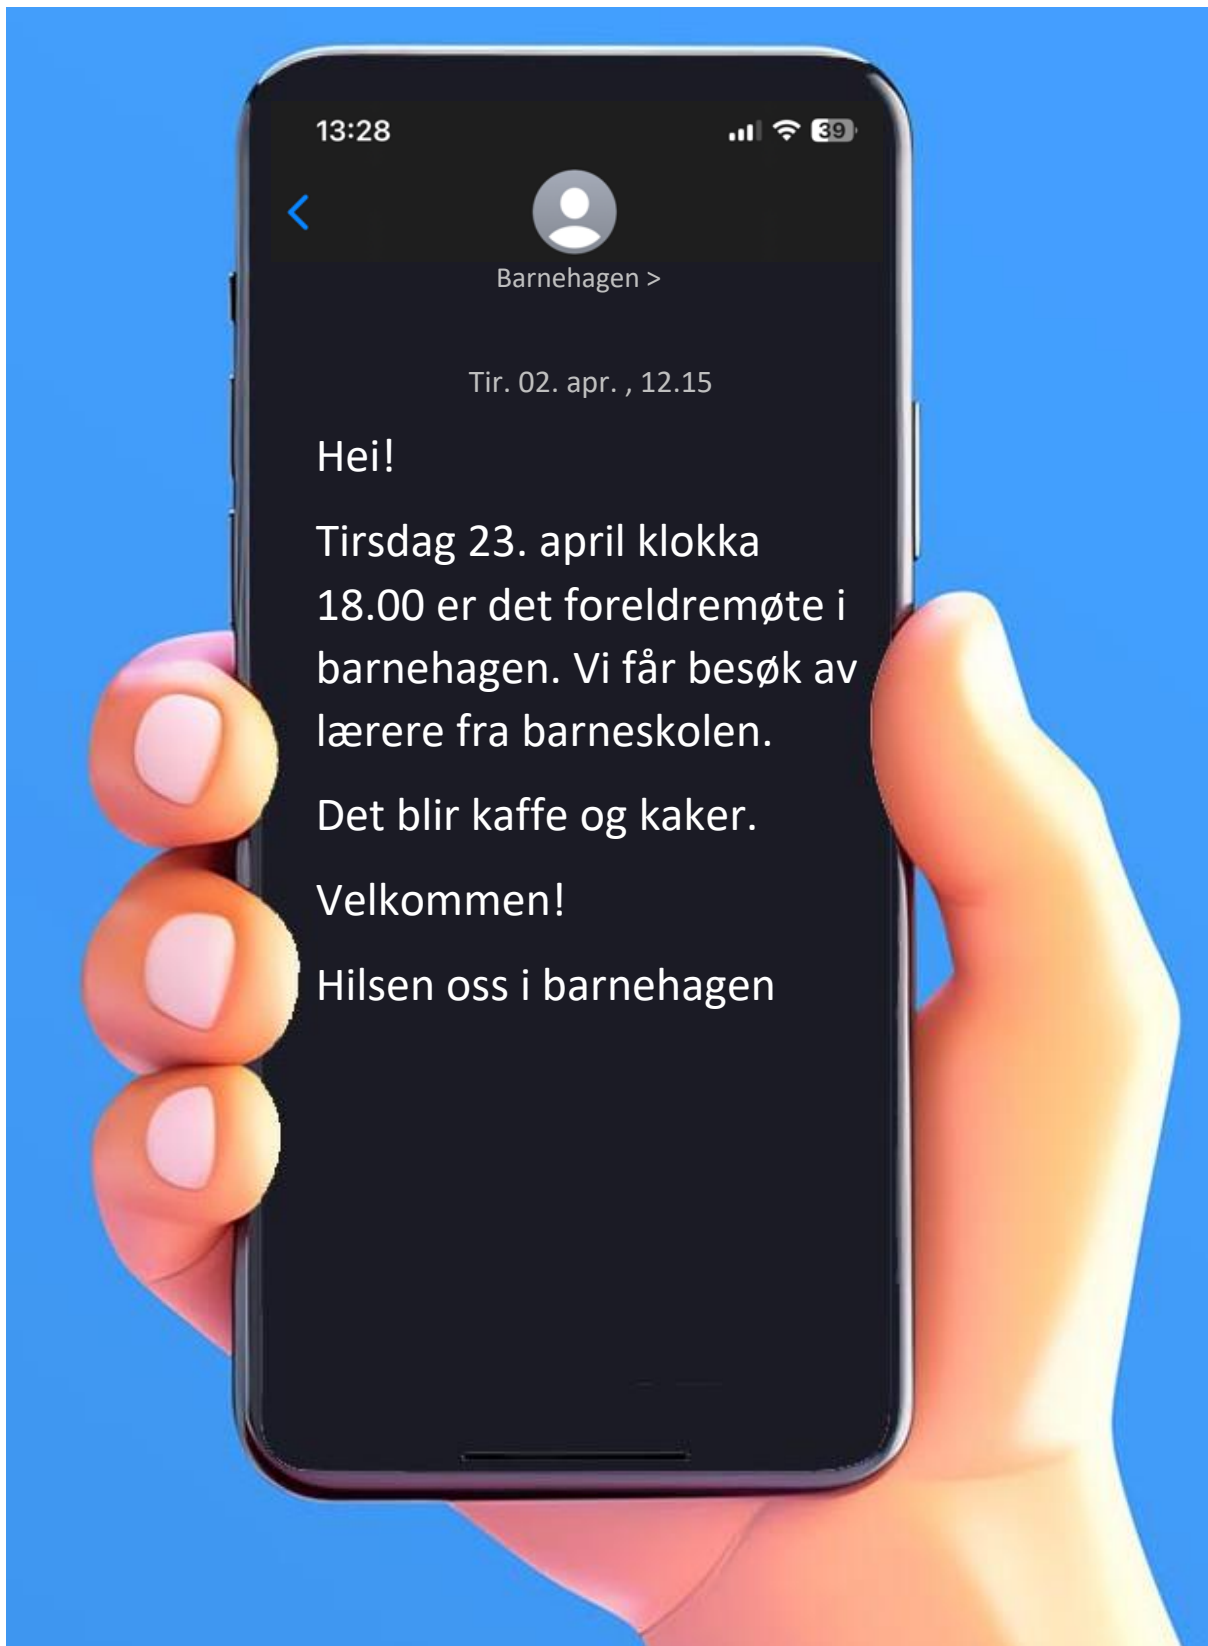 13:28
39
Barnehagen >
Tir. 02. apr. , 12.15
Hei!
Tirsdag 23. april klokka
18.00 er det foreldremøte i
barnehagen. Vi får besøk av
lærere fra barneskolen.
Det blir kaffe og kaker.
Velkommen!
Hilsen oss i barnehagen